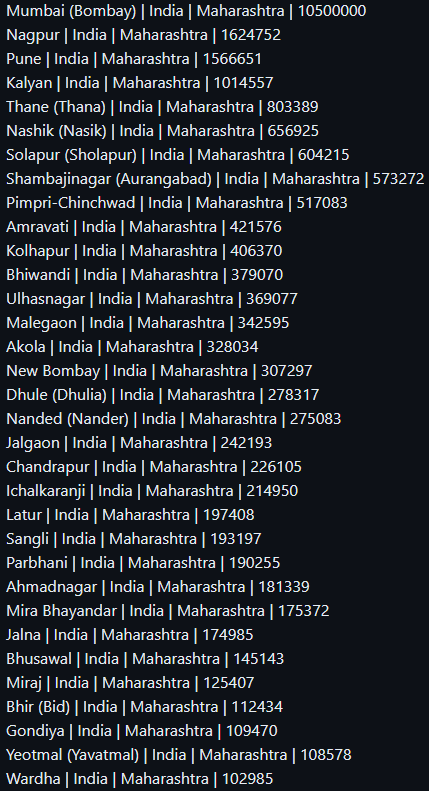 Mumbai (Bombay) | India | Maharashtra | 10500000
Nagpur | India | Maharashtra | 1624752
Pune | India | Maharashtra | 1566651
Kalyan | India | Maharashtra | 1014557
Thane (Thana) | India | Maharashtra | 803389
Nashik (Nasik) | India | Maharashtra | 656925
Solapur (Sholapur) | India | Maharashtra | 604215
Shambajinagar (Aurangabad) | India | Maharashtra | 573272
Pimpri-Chinchwad | India | Maharashtra | 517083
Amravati | India | Maharashtra | 421576
Kolhapur | India | Maharashtra | 406370
Bhiwandi | India | Maharashtra | 379070
Ulhasnagar | India | Maharashtra | 369077
Malegaon | India | Maharashtra | 342595
Akola | India | Maharashtra | 328034
New Bombay | India | Maharashtra | 307297
Dhule (Dhulia) | India | Maharashtra | 278317
Nanded (Nander) | India | Maharashtra | 275083
Jalgaon | India | Maharashtra | 242193
Chandrapur | India | Maharashtra | 226105
Ichalkaranji | India | Maharashtra | 214950
Latur | India | Maharashtra | 197408
Sangli | India | Maharashtra | 193197
Parbhani | India | Maharashtra | 190255
Ahmadnagar | India | Maharashtra | 181339
Mira Bhayandar | India | Maharashtra | 175372
Jalna | India | Maharashtra | 174985
Bhusawal | India | Maharashtra | 145143
Miraj | India | Maharashtra | 125407
Bhir (Bid) | India | Maharashtra | 112434
Gondiya | India | Maharashtra | 109470
Yeotmal (Yavatmal) | India | Maharashtra | 108578
Wardha | India | Maharashtra | 102985